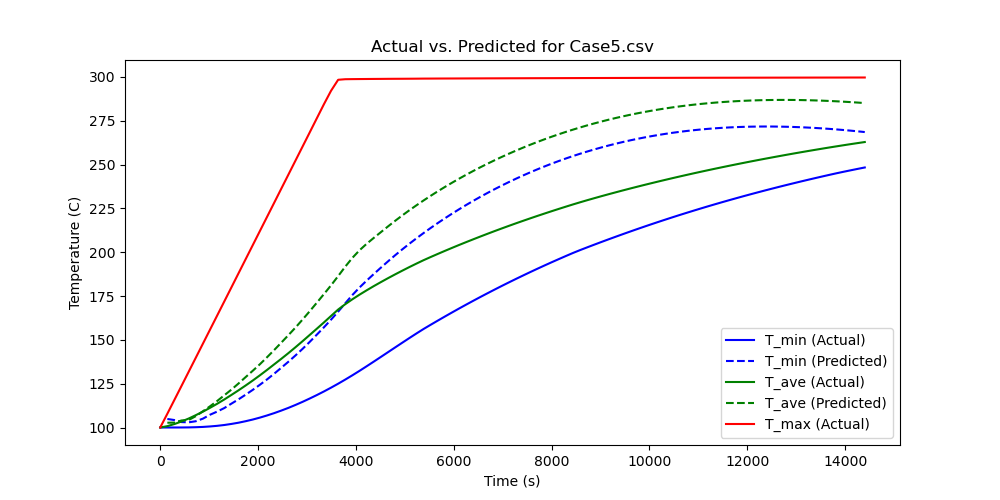 Actual vs. Predicted for Case5.csv
Temperature (C)
300
275
250
225
200
175
150
125
100
T_min (Actual)
T_min (Predicted)
T_ave (Actual)
T_ave (Predicted)
T_max (Actual)
0 2000 4000 6000 8000 10000 12000 14000
Time (s)